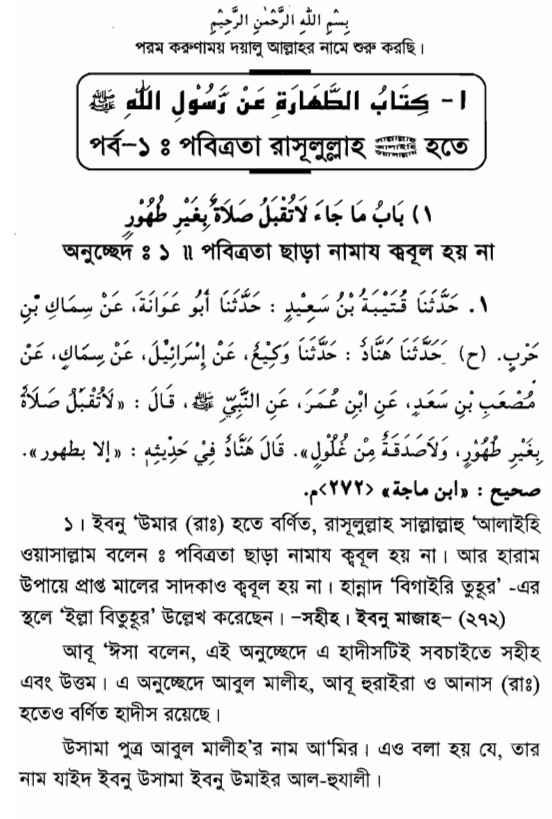 بِسْمِ اللهِ الرَّحْمٰنِ الرَّحِيْمِ
পরম করুণাময় দয়ালু আল্লাহর নামে শুরু করছি।
١- كِتَابُ الطَّهَارَةِ عَنْ رَسُوْلِ اللهِ ﷺ
পর্ব-১ ঃ পবিত্রতা রাসূলুল্লাহ ﷺ হতে
١) بَابُ مَا جَاءَ لَاتُقْبَلُ صَلَاةٌ بِغَيْرِ طُهُوْرٍ
অনুচ্ছেদ ঃ ১ ॥ পবিত্রতা ছাড়া নামায ক্ববূল হয় না
١. حَدَّثَنَا قُتَيْبَةُ بْنُ سَعِيْدٍ : حَدَّثَنَا أَبُو عَوَانَةَ، عَنْ سِمَاكِ بْنِ
حَرْبٍ. (ح) حَدَّثَنَا هَنَّادٌ : حَدَّثَنَا وَكِيْعٌ، عَنْ إِسْرَائِيْلَ، عَنْ سِمَاكٍ، عَنْ
مُصْعَبِ بْنِ سَعَدٍ، عَنِ ابْنِ عُمَرَ، عَنِ النَّبِيِّ ﷺ، قَالَ : «لَاتُقْبَلُ صَلَاةٌ
بِغَيْرِ طُهُوْرٍ، وَلَاصَدَقَةٌ مِنْ غُلُوْلٍ». قَالَ هَنَّادٌ فِيْ حَدِيْثِهِ : «إلا بطهور».
صحيح : «ابن ماجة» <٢٧٢>م.
১। ইবনু ‘উমার (রাঃ) হতে বর্ণিত, রাসূলুল্লাহ সাল্লাল্লাহু ‘আলাইহি
ওয়াসাল্লাম বলেন ঃ পবিত্রতা ছাড়া নামায ক্ববূল হয় না। আর হারাম
উপায়ে প্রাপ্ত মালের সাদকাও ক্ববূল হয় না। হান্নাদ ‘বিগাইরি তুহূর’ -এর
স্থলে ‘ইল্লা বিতুহূর’ উল্লেখ করেছেন। -সহীহ। ইবনু মাজাহ- (২৭২)
আবূ ‘ঈসা বলেন, এই অনুচ্ছেদে এ হাদীসটিই সবচাইতে সহীহ
এবং উত্তম। এ অনুচ্ছেদে আবুল মালীহ, আবূ হুরাইরা ও আনাস (রাঃ)
হতেও বর্ণিত হাদীস রয়েছে।
উসামা পুত্র আবুল মালীহ’র নাম আ‘মির। এও বলা হয় যে, তার
নাম যাইদ ইবনু উসামা ইবনু উমাইর আল-হুযালী।